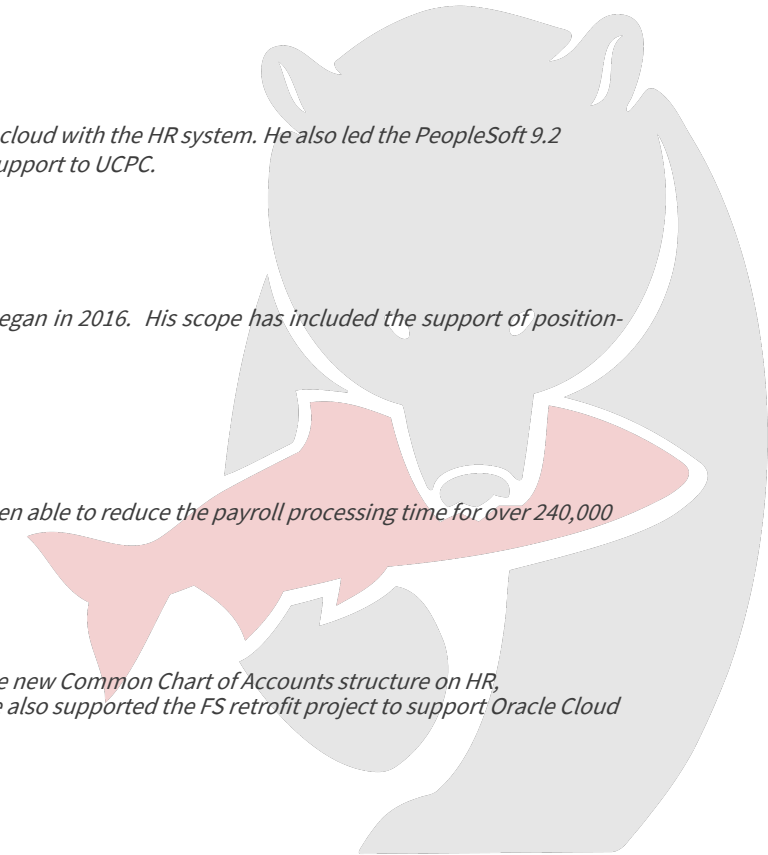 cloud with the HR system. He also led the PeopleSoft 9.2
upport to UCPC.
egan in 2016. His scope has included the support of position-
en able to reduce the payroll processing time for over 240,000
e new Common Chart of Accounts structure on HR,
e also supported the FS retrofit project to support Oracle Cloud